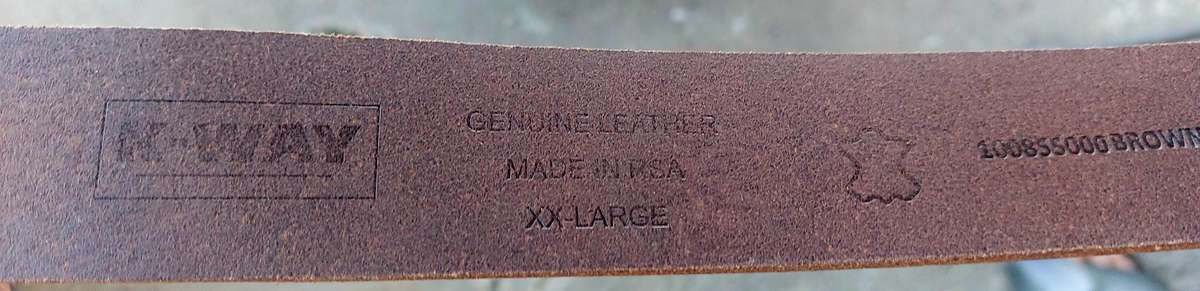 K-WAY
GENUINE LEATHER
MADE IN RSA
XX-LARGE
100855000 BROWN